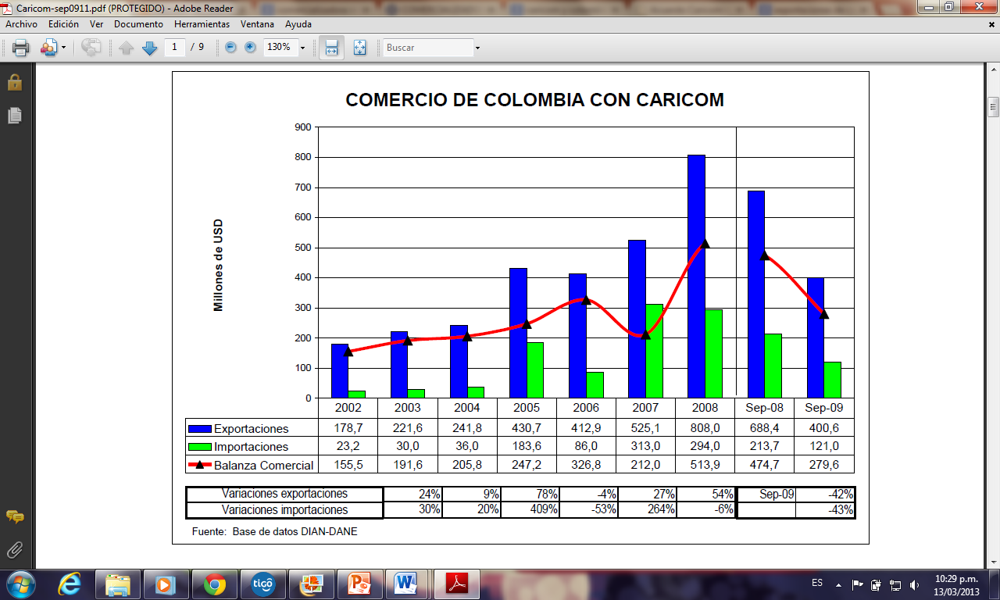 Caricom-sep0911.pdf (PROTEGIDO) - Adobe Reader
Archivo Edición Ver Documento Herramientas Ventana Ayuda
1 / 9 130% Buscar
COMERCIO DE COLOMBIA CON CARICOM
Millones de USD
900
800
700
600
500
400
300
200
100
0
2002 2003 2004 2005 2006 2007 2008 Sep-08 Sep-09
Exportaciones 178,7 221,6 241,8 430,7 412,9 525,1 808,0 688,4 400,6
Importaciones 23,2 30,0 36,0 183,6 86,0 313,0 294,0 213,7 121,0
Balanza Comercial 155,5 191,6 205,8 247,2 326,8 212,0 513,9 474,7 279,6
Variaciones exportaciones 24% 9% 78% -4% 27% 54% Sep-09 -42%
Variaciones importaciones 30% 20% 409% -53% 264% -6% -43%
Fuente: Base de datos DIAN-DANE
tigo
ES
10:29 p.m.
13/03/2013